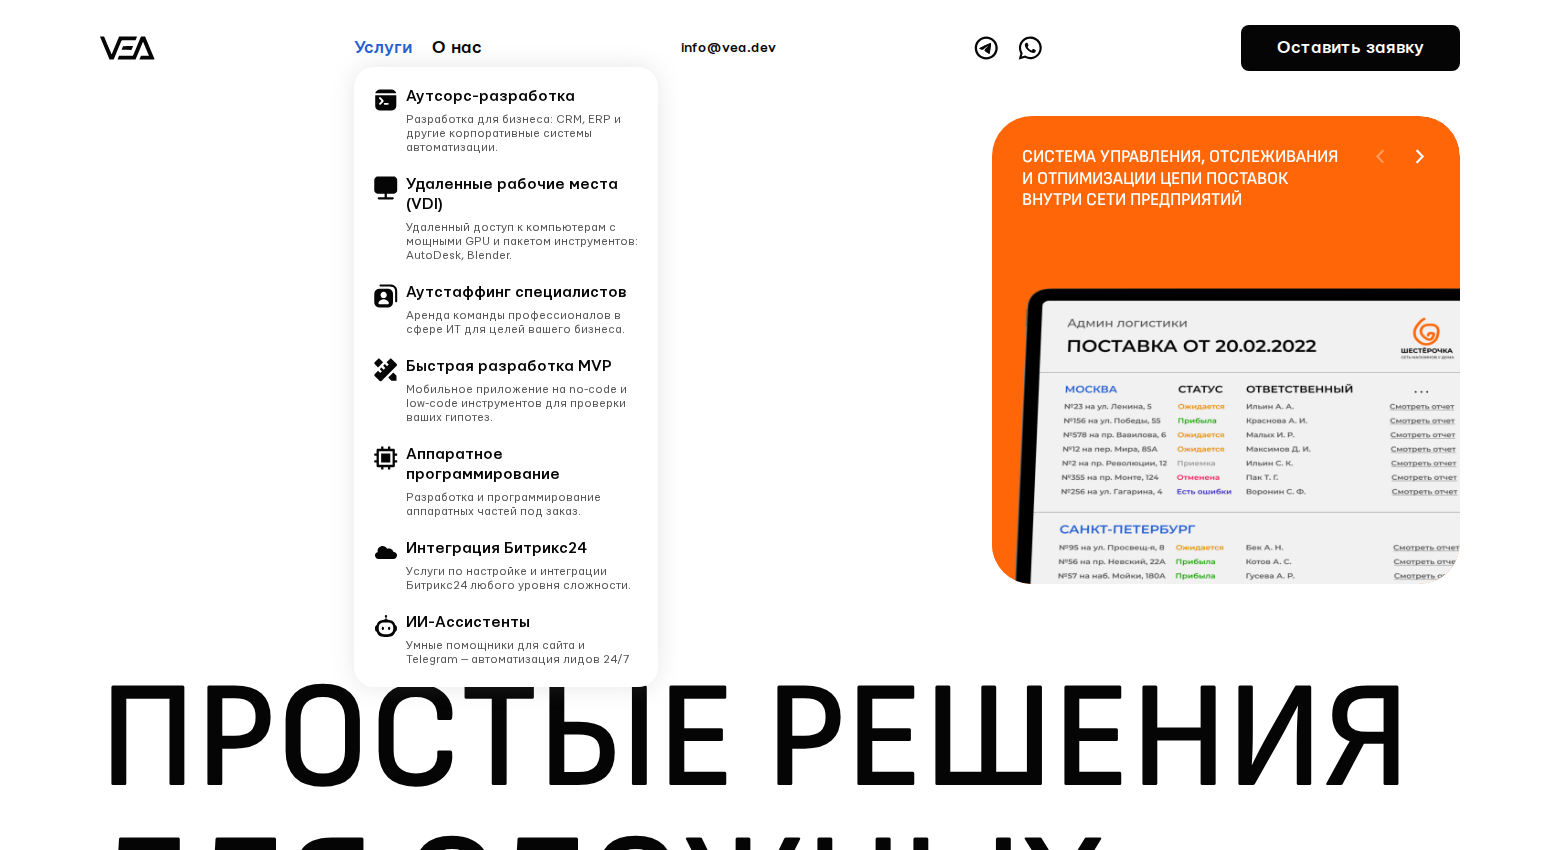 VEA
Услуги
О нас
info@vea.dev
Оставить заявку
Аутсорс-разработка
Разработка для бизнеса: CRM, ERP и
другие корпоративные системы
автоматизации.
Удаленные рабочие места
(VDI)
Удаленный доступ к компьютерам с
мощными GPU и пакетом инструментов:
AutoDesk, Blender.
Аутстаффинг специалистов
Аренда команды профессионалов в
сфере ИТ для целей вашего бизнеса.
Быстрая разработка MVP
Мобильное приложение на no-code и
low-code инструментов для проверки
ваших гипотез.
Аппаратное
программирование
Разработка и программирование
аппаратных частей под заказ.
Интеграция Битрикс24
Услуги по настройке и интеграции
Битрикс24 любого уровня сложности.
ИИ-Ассистенты
Умные помощники для сайта и
Telegram — автоматизация лидов 24/7
СИСТЕМА УПРАВЛЕНИЯ, ОТСЛЕЖИВАНИЯ
И ОТПИМИЗАЦИИ ЦЕПИ ПОСТАВОК
ВНУТРИ СЕТИ ПРЕДПРИЯТИЙ
Админ логистики
ПОСТАВКА ОТ 20.02.2022
ШЕСТЁРОЧКА
МОСКВА СТАТУС ОТВЕТСТВЕННЫЙ ...
№23 на ул. Ленина, 5 Ожидается Ильин А. А. Смотреть отчет
№156 на ул. Победы, 55 Прибыла Краснова А. И. Смотреть отчет
№578 на пр. Вавилова, 6 Ожидается Малых И. Р. Смотреть отчет
№12 на пер. Мира, 85А Ожидается Максимов Д. И. Смотреть отчет
№2 на пр. Революции, 12 Приемка Ильин С. К. Смотреть отчет
№355 на пр. Монте, 124 Отменена Пак Т. Г. Смотреть отчет
№256 на ул. Гагарина, 4 Есть ошибки Воронин С. Ф. Смотреть отчет
САНКТ-ПЕТЕРБУРГ
№95 на ул. Просвещ-я, 8 Ожидается Бек А. Н. Смотреть отчет
№56 на пр. Невский, 22А Прибыла Котов А. С. Смотреть отче
№57 на наб. Мойки, 180А Прибыла Гусева А. Р. Смотреть
ПРОСТЫЕ РЕШЕНИЯ
ДЛЯ СЛОЖНЫХ